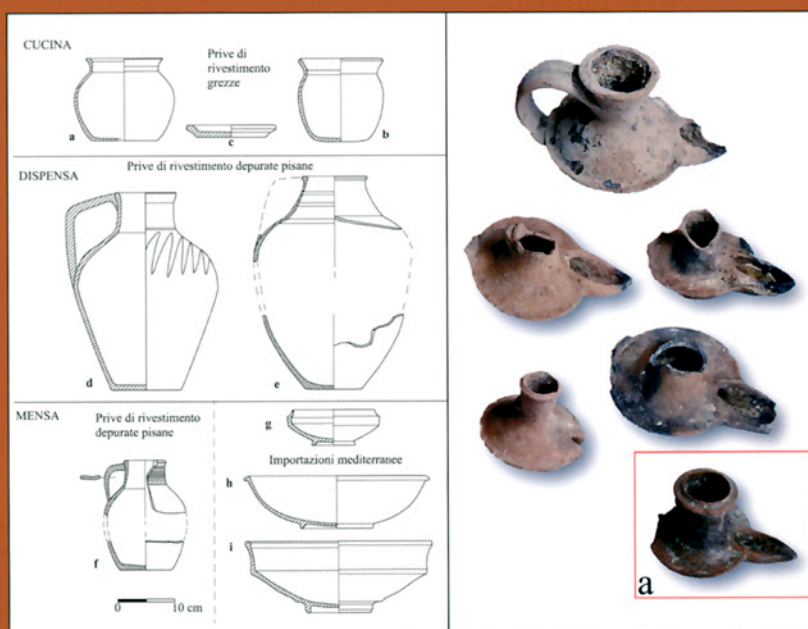 CUCINA
Prive di
rivestimento
grezze
a
c
b
Prive di rivestimento depurate pisane
DISPENSA
d
e
MENSA
Prive di rivestimento
depurate pisane
g
Importazioni mediterranee
h
f
i
0
10 cm
a